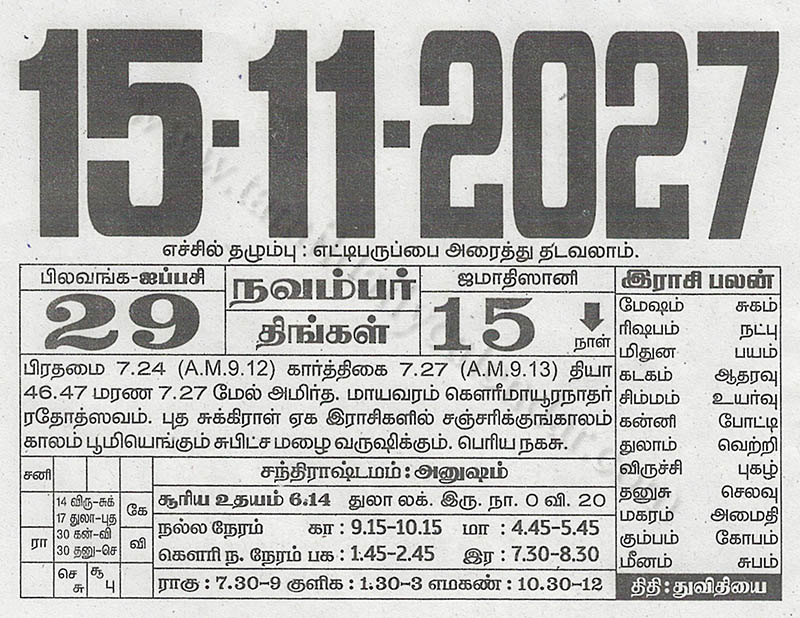 15-11-2027
எச்சில் தழும்பு : எட்டிபருப்பை அரைத்து தடவலாம்.
பிலவங்க-ஐப்பசி
29
நவம்பர்
திங்கள்
ஜமாதிஸானி
15
நாள்
பிரதமை 7.24 (A.M.9.12) கார்த்திகை 7.27 (A.M.9.13) தியா
46.47 மரண 7.27 மேல் அமிர்த. மாயவரம் கௌரீமாயூரநாதர்
ரதோத்ஸவம். புத சுக்கிராள் ஏக இராசிகளில் சஞ்சரிக்குங்காலம்
காலம் பூமியெங்கும் சுபிட்ச மழை வருஷிக்கும். பெரிய நகசு.
சனி
கே
ரா
வி
14 விரு-சுக்
17 துலா-புத
30 கன்-வி
30 தனு-செ
செ சு
சூ பு
சந்திராஷ்டமம் : அனுஷம்
சூரிய உதயம் 6.14 துலா லக். இரு. நா. 0 வி. 20
நல்ல நேரம் கா : 9.15-10.15 மா : 4.45-5.45
கௌரி ந. நேரம் பக : 1.45-2.45 இர : 7.30-8.30
ராகு : 7.30-9 குளிக : 1.30-3 எமகண் : 10.30-12
இராசி பலன்
மேஷம் சுகம்
ரிஷபம் நட்பு
மிதுன பயம்
கடகம் ஆதரவு
சிம்மம் உயர்வு
கன்னி போட்டி
துலாம் வெற்றி
விருச்சி புகழ்
தனுசு செலவு
மகரம் அமைதி
கும்பம் கோபம்
மீனம் சுபம்
திதி : துவிதியை